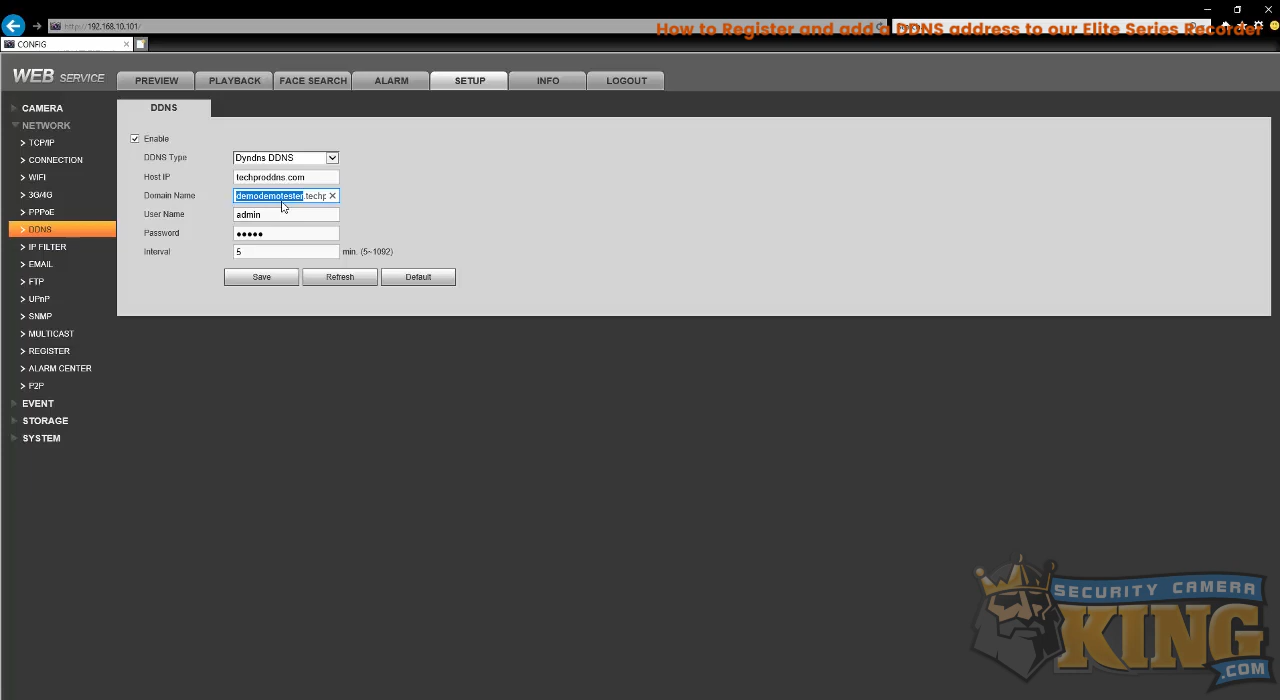 http://192.168.10.101/
How to Register and add a DDNS address to our Elite Series Recorder
CONFIG
WEB SERVICE
PREVIEW
PLAYBACK
FACE SEARCH
ALARM
SETUP
INFO
LOGOUT
CAMERA
NETWORK
TCP/IP
CONNECTION
WIFI
3G/4G
PPPoE
DDNS
IP FILTER
EMAIL
FTP
UPnP
SNMP
MULTICAST
REGISTER
ALARM CENTER
P2P
EVENT
STORAGE
SYSTEM
DDNS
Enable
DDNS Type Dyndns DDNS
Host IP techproddns.com
Domain Name demodemotester.techp
User Name admin
Password •••••
Interval 5 min. (5~1092)
Save Refresh Default
SECURITY CAMERA
KING
.COM